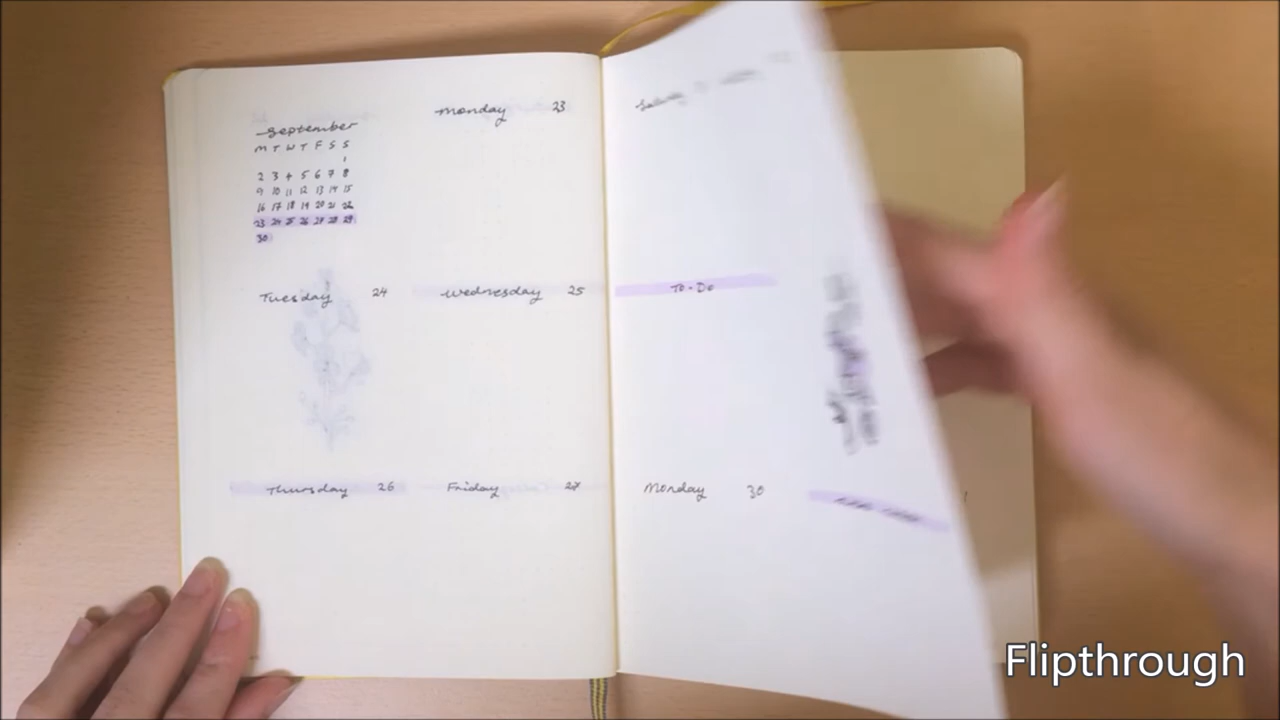 September
M T W T F S S
1
2 3 4 5 6 7 8
9 10 11 12 13 14 15
16 17 18 19 20 21 22
23 24 25 26 27 28 29
30
Monday 23
Tuesday 24
Wednesday 25
Thursday 26
Friday 27
To-Do
Monday 30
Flipthrough